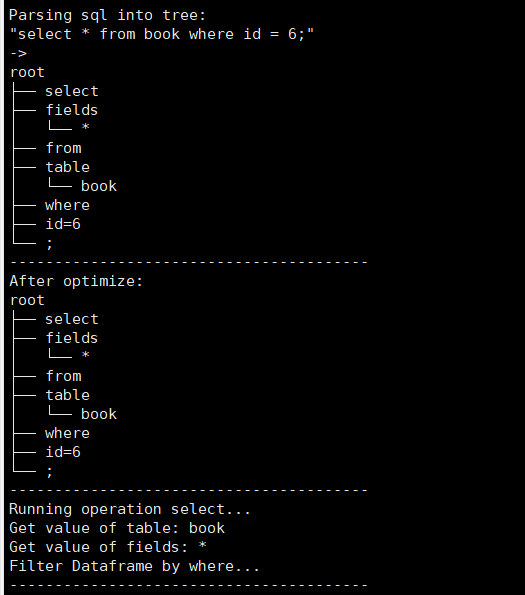 Parsing sql into tree:
"select * from book where id = 6;"
->
root
├── select
├── fields
│   └── *
├── from
├── table
│   └── book
├── where
├── id=6
└── ;
----------------------------------------
After optimize:
root
├── select
├── fields
│   └── *
├── from
├── table
│   └── book
├── where
├── id=6
└── ;
----------------------------------------
Running operation select...
Get value of table: book
Get value of fields: *
Filter Dataframe by where...
----------------------------------------